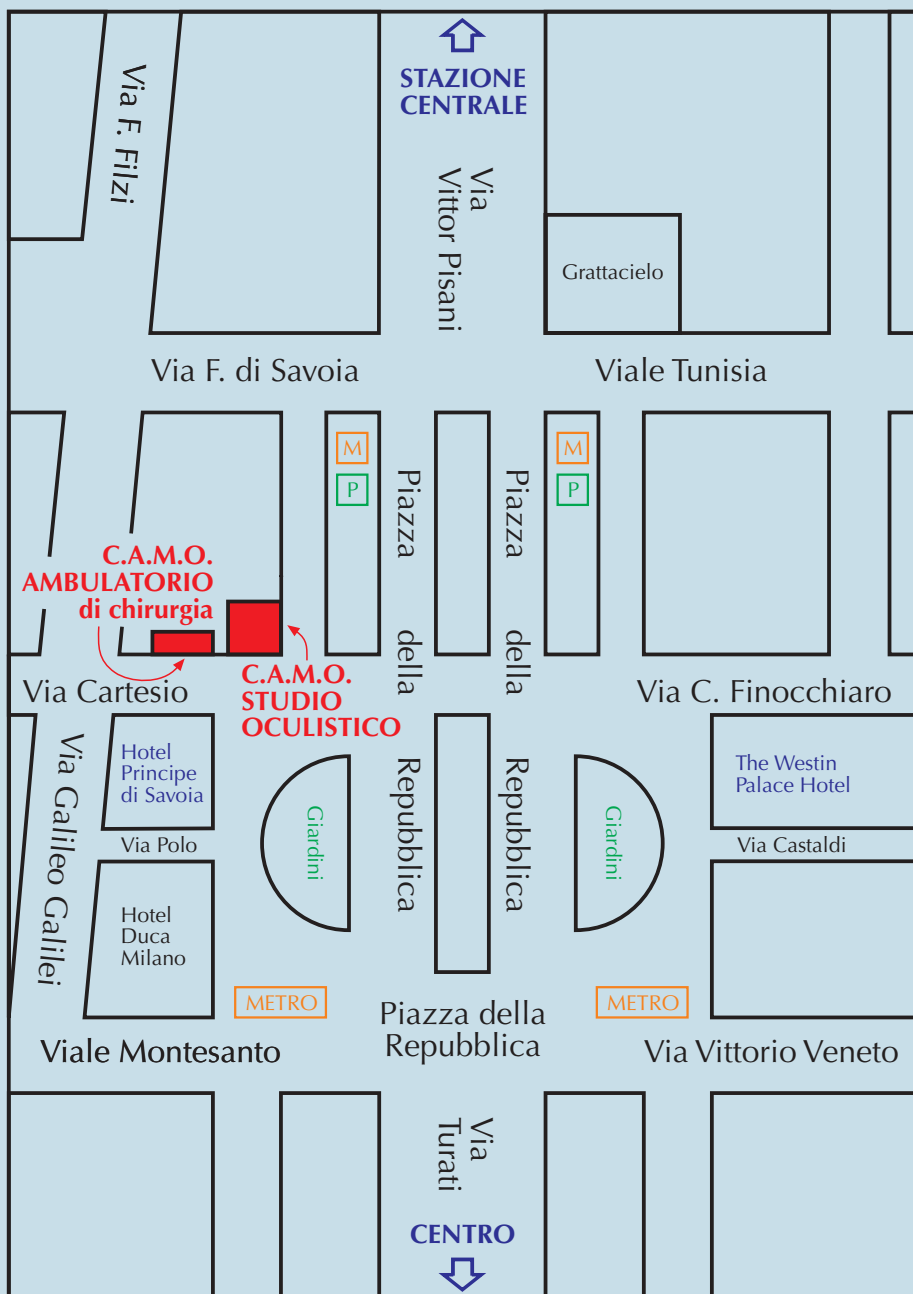 STAZIONE
CENTRALE
Via F. Filzi
Via
Vittor Pisani
Grattacielo
Via F. di Savoia
Viale Tunisia
M
P
M
P
Piazza della Repubblica
Piazza della Repubblica
C.A.M.O.
AMBULATORIO
di chirurgia
C.A.M.O.
STUDIO
OCULISTICO
Via Cartesio
Via C. Finocchiaro
Via Galileo Galilei
Hotel
Principe
di Savoia
Giardini
Giardini
The Westin
Palace Hotel
Via Polo
Via Castaldi
Hotel
Duca
Milano
METRO
METRO
Piazza della
Repubblica
Viale Montesanto
Via Vittorio Veneto
Via
Turati
CENTRO